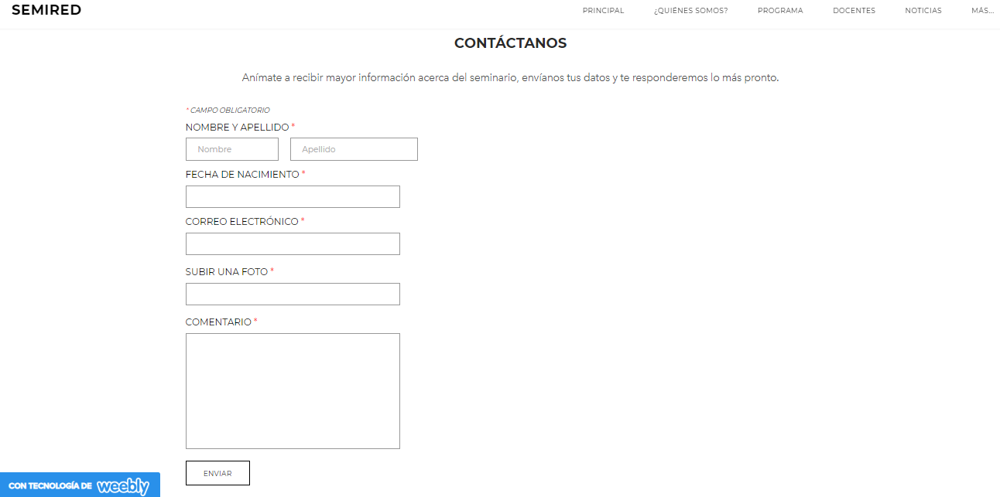 SEMIRED
PRINCIPAL ¿QUIÉNES SOMOS? PROGRAMA DOCENTES NOTICIAS MÁS...
CONTÁCTANOS
Anímate a recibir mayor información acerca del seminario, envíanos tus datos y te responderemos lo más pronto.
* CAMPO OBLIGATORIO
NOMBRE Y APELLIDO *
Nombre Apellido
FECHA DE NACIMIENTO *
CORREO ELECTRÓNICO *
SUBIR UNA FOTO *
COMENTARIO *
ENVIAR
CON TECNOLOGÍA DE weebly